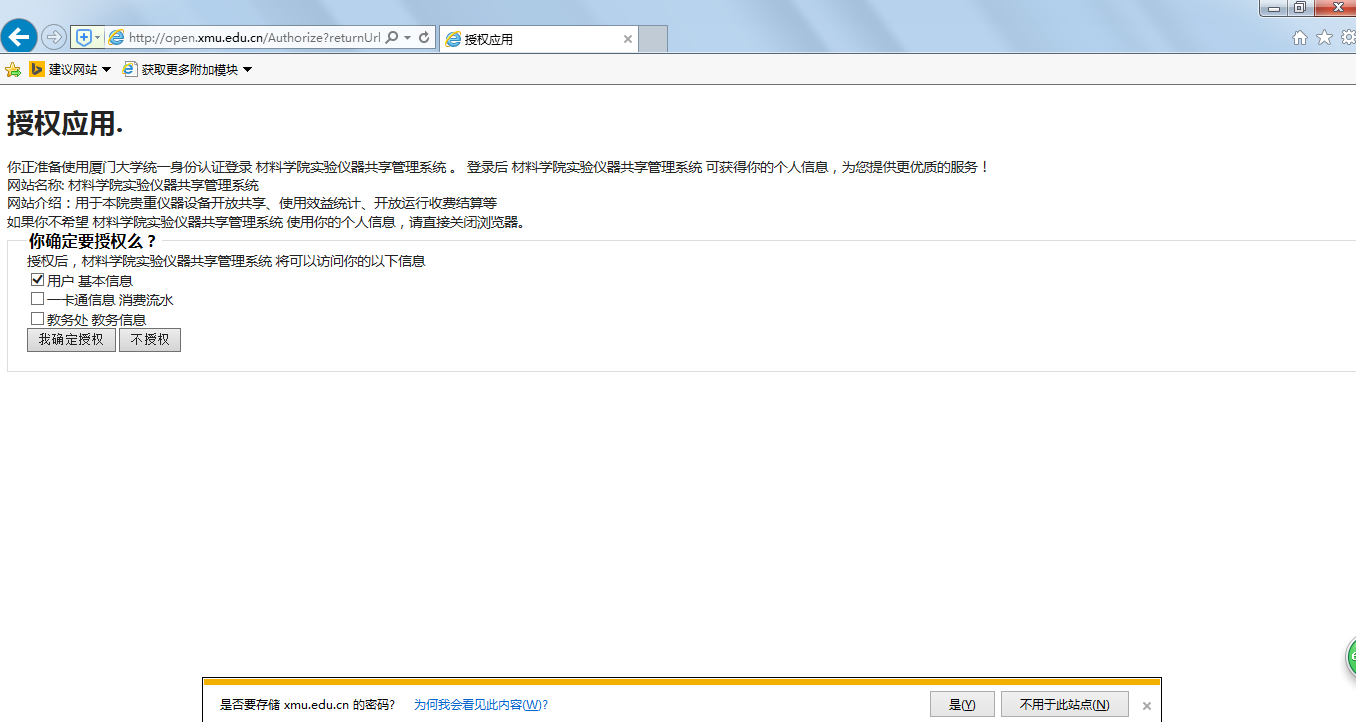 http://open.xmu.edu.cn/Authorize?returnUrl
授权应用
建议网站
获取更多附加模块
授权应用.
你正准备使用厦门大学统一身份认证登录 材料学院实验仪器共享管理系统 。 登录后 材料学院实验仪器共享管理系统 可获得你的个人信息，为您提供更优质的服务！
网站名称: 材料学院实验仪器共享管理系统
网站介绍：用于本院贵重仪器设备开放共享、使用效益统计、开放运行收费结算等
如果你不希望 材料学院实验仪器共享管理系统 使用你的个人信息，请直接关闭浏览器。
你确定要授权么？
授权后，材料学院实验仪器共享管理系统 将可以访问你的以下信息
用户 基本信息
一卡通信息 消费流水
教务处 教务信息
我确定授权 不授权
是否要存储 xmu.edu.cn 的密码? 为何我会看见此内容(W)? 是(Y) 不用于此站点(N)